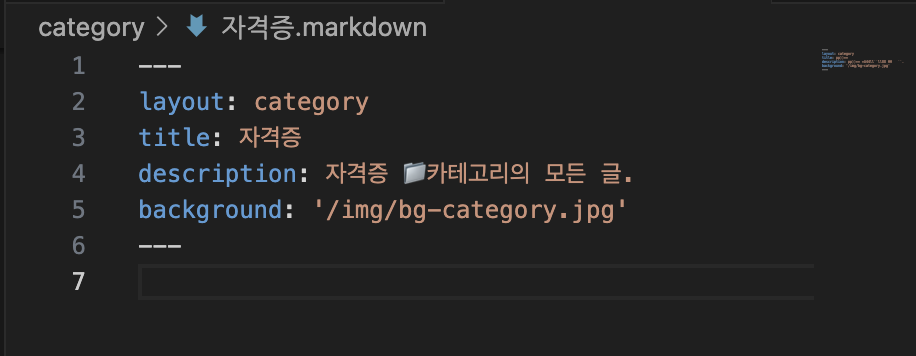 category > 자격증.markdown
1 ---
2 layout: category
3 title: 자격증
4 description: 자격증 📁카테고리의 모든 글.
5 background: '/img/bg-category.jpg'
6 ---
7